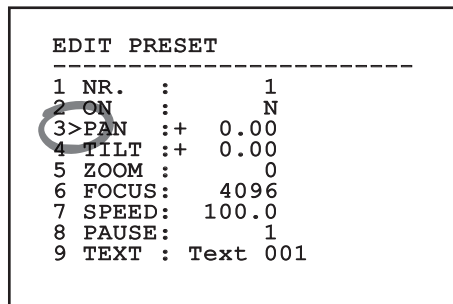 EDIT PRESET
------------------------
1 NR.   :      1
2 ON    :      N
3>PAN  :+  0.00
4 TILT :+  0.00
5 ZOOM :       0
6 FOCUS:    4096
7 SPEED:   100.0
8 PAUSE:       1
9 TEXT : Text 001